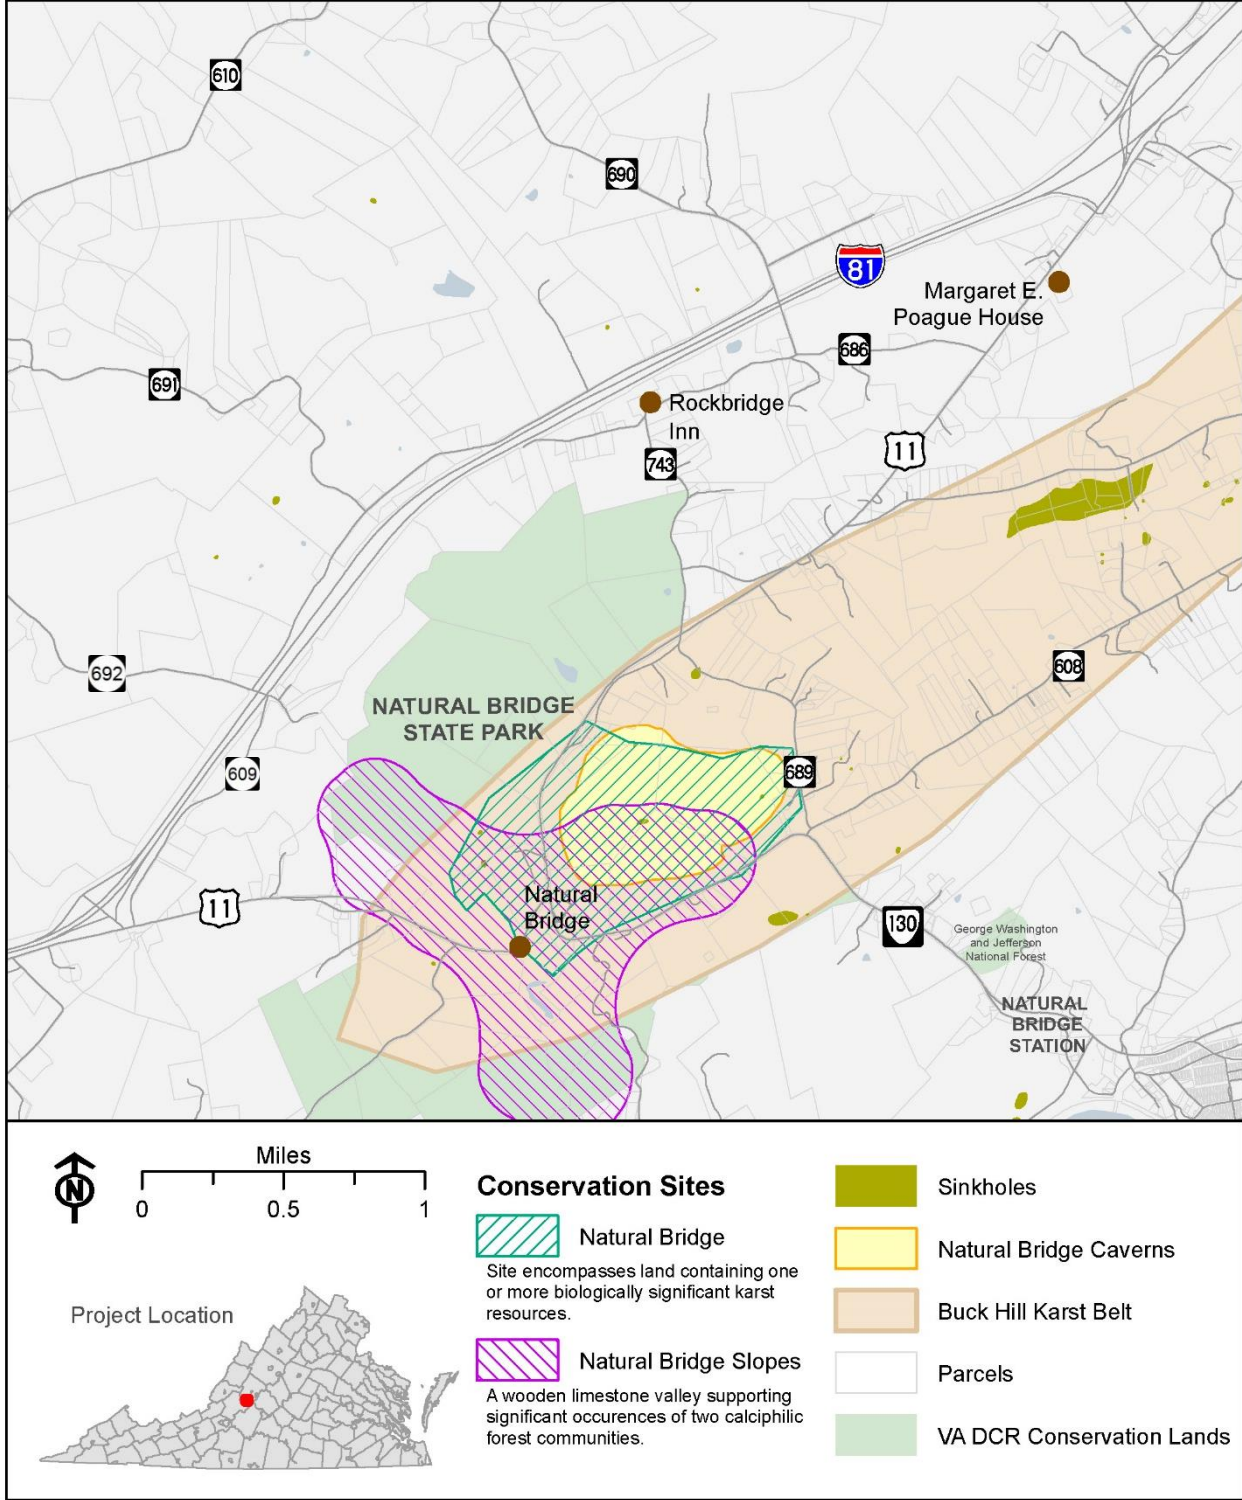 610
690
81
Margaret E.
Poague House
686
691
Rockbridge
Inn
11
743
692
608
NATURAL BRIDGE
STATE PARK
609
689
Natural
Bridge
11
130
George Washington
and Jefferson
National Forest
NATURAL
BRIDGE
STATION
N
Miles
0 0.5 1
Project Location
Conservation Sites
Natural Bridge
Site encompasses land containing one
or more biologically significant karst
resources.
Natural Bridge Slopes
A wooden limestone valley supporting
significant occurences of two calciphilic
forest communities.
Sinkholes
Natural Bridge Caverns
Buck Hill Karst Belt
Parcels
VA DCR Conservation Lands